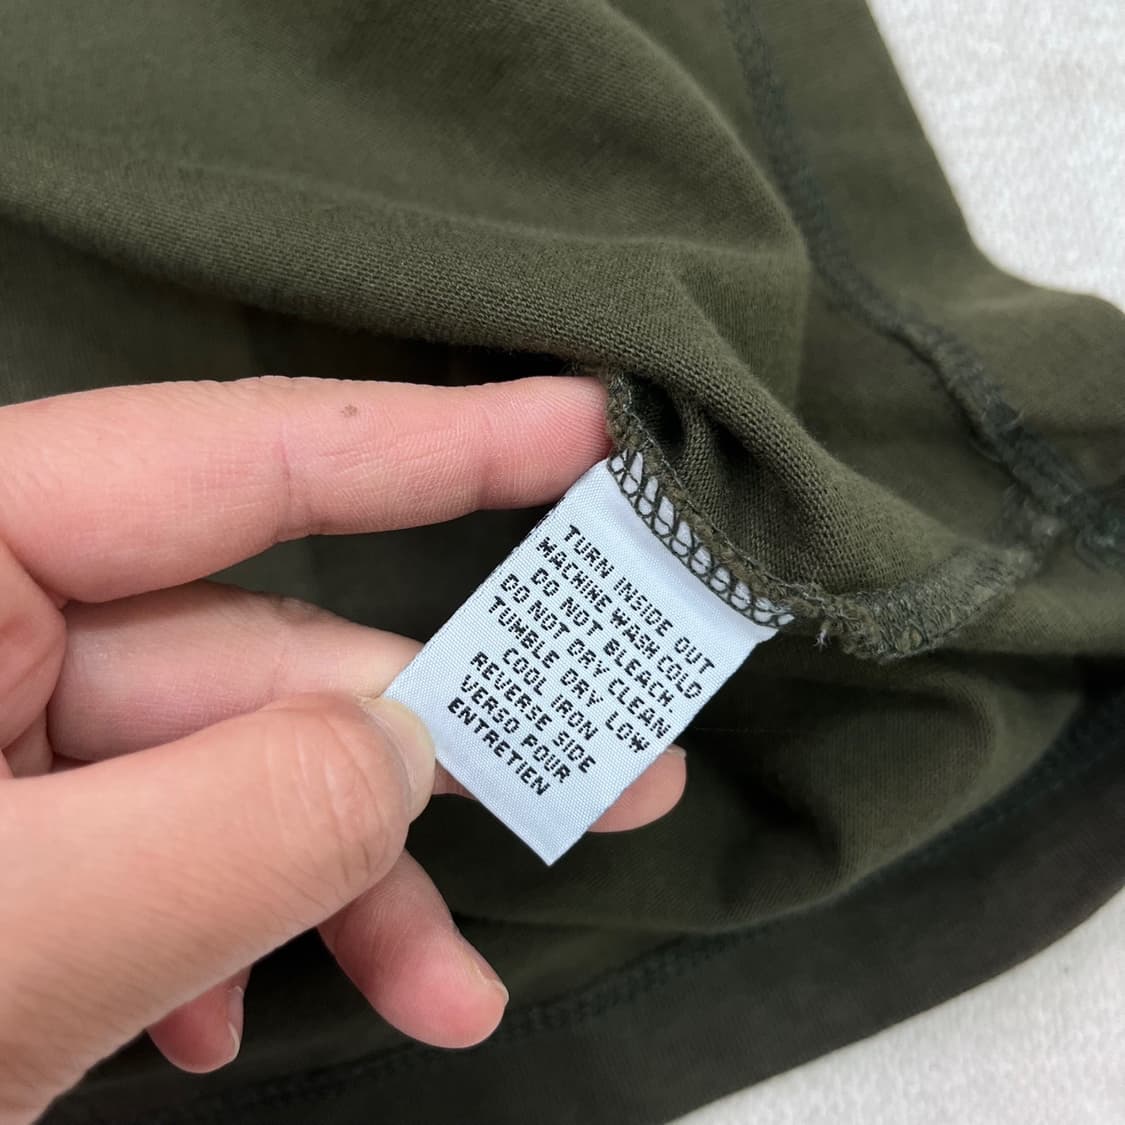 TURN INSIDE OUT
MACHINE WASH COLD
DO NOT BLEACH
DO NOT DRY CLEAN
TUMBLE DRY LOW
COOL IRON
REVERSE SIDE
VERSO POUR
ENTRETIEN